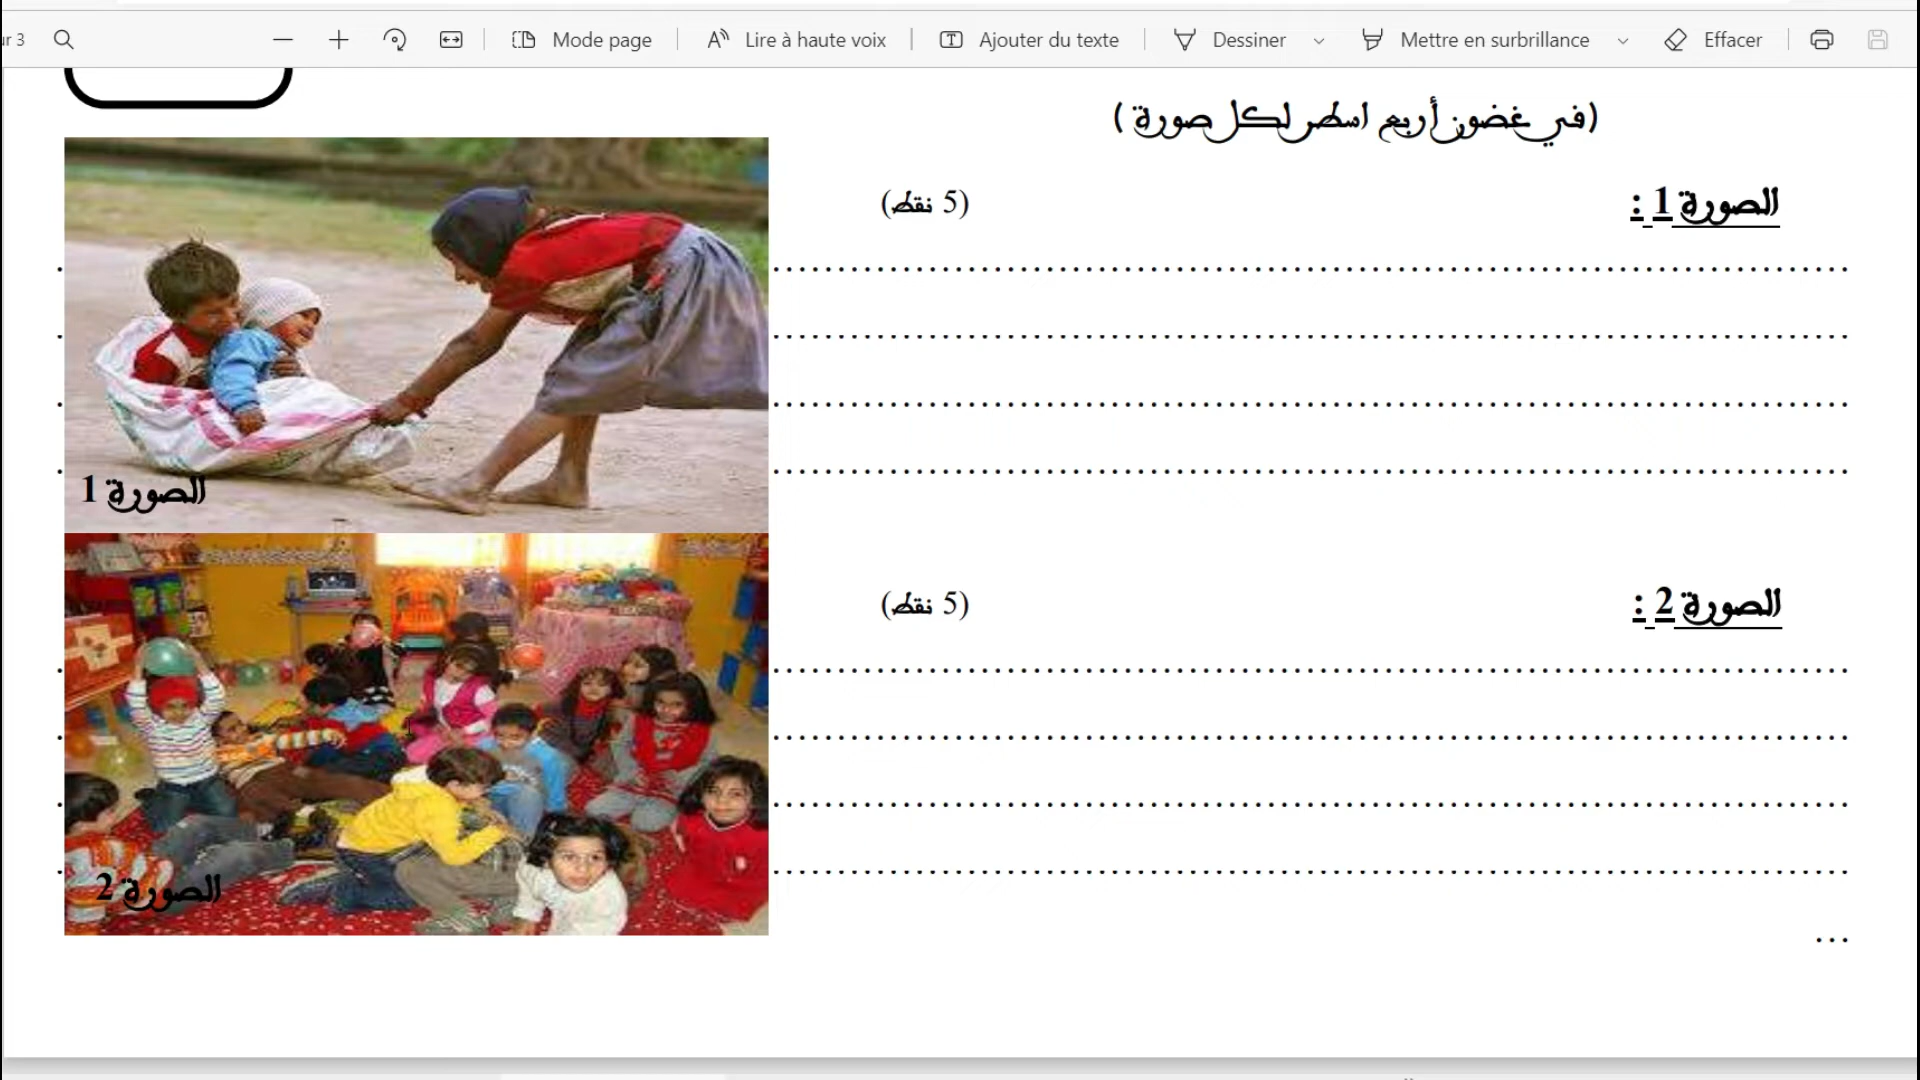 ur 3
Mode page
Lire à haute voix
Ajouter du texte
Dessiner
Mettre en surbrillance
Effacer
(في غضون أربع اسطر لكل صورة )
الصورة 1 :
(5 نقط)
الصورة 1
الصورة 2 :
(5 نقط)
الصورة 2